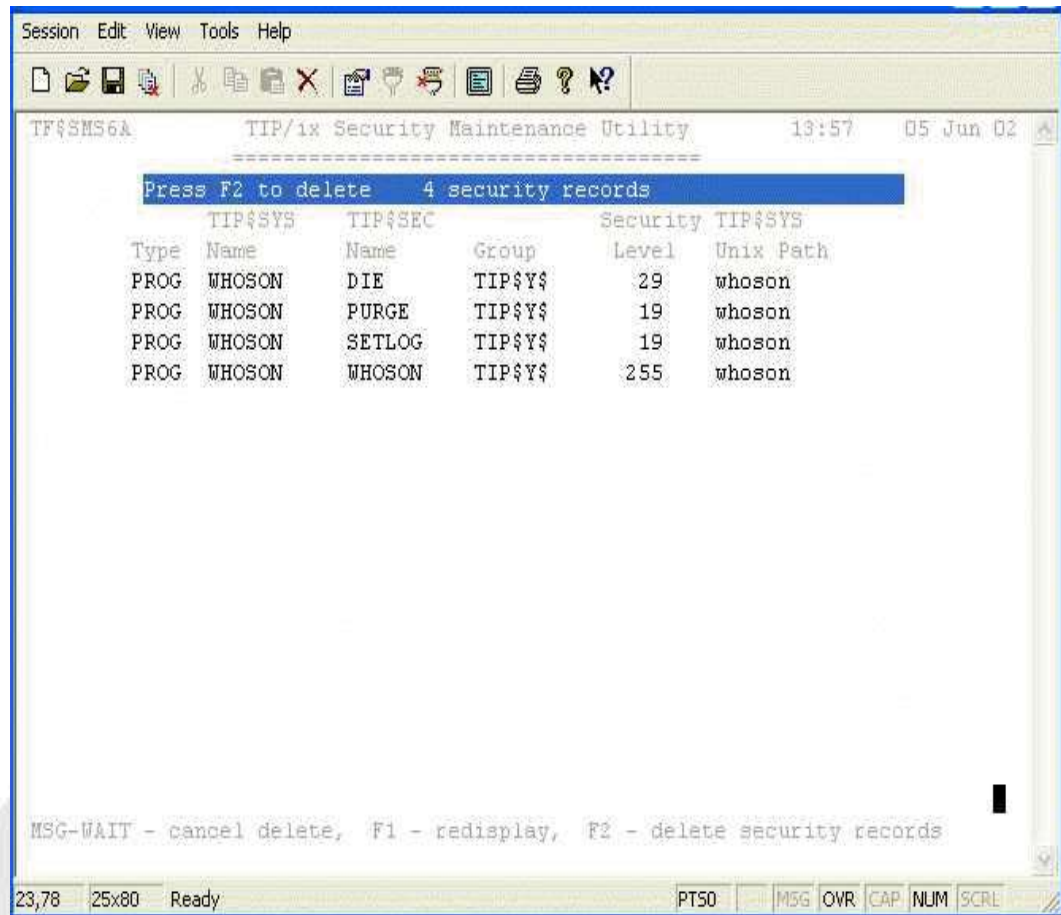 Session Edit View Tools Help
TF$SMS6A TIP/ix Security Maintenance Utility 13:57 05 Jun 02
=====================================
Press F2 to delete 4 security records
TIP$SYS TIP$SEC Security TIP$SYS
Type Name Name Group Level Unix Path
PROG WHOSON DIE TIP$Y$ 29 whoson
PROG WHOSON PURGE TIP$Y$ 19 whoson
PROG WHOSON SETLOG TIP$Y$ 19 whoson
PROG WHOSON WHOSON TIP$Y$ 255 whoson
MSG-WAIT - cancel delete, F1 - redisplay, F2 - delete security records
23,78 25x80 Ready PT50 MSG OVR CAP NUM SCRL